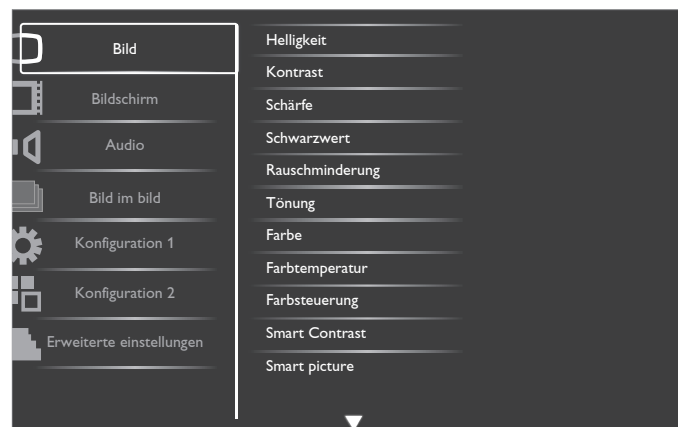 Bild
Bildschirm
Audio
Bild im bild
Konfiguration 1
Konfiguration 2
Erweiterte einstellungen
Helligkeit
Kontrast
Schärfe
Schwarzwert
Rauschminderung
Tönung
Farbe
Farbtemperatur
Farbsteuerung
Smart Contrast
Smart picture